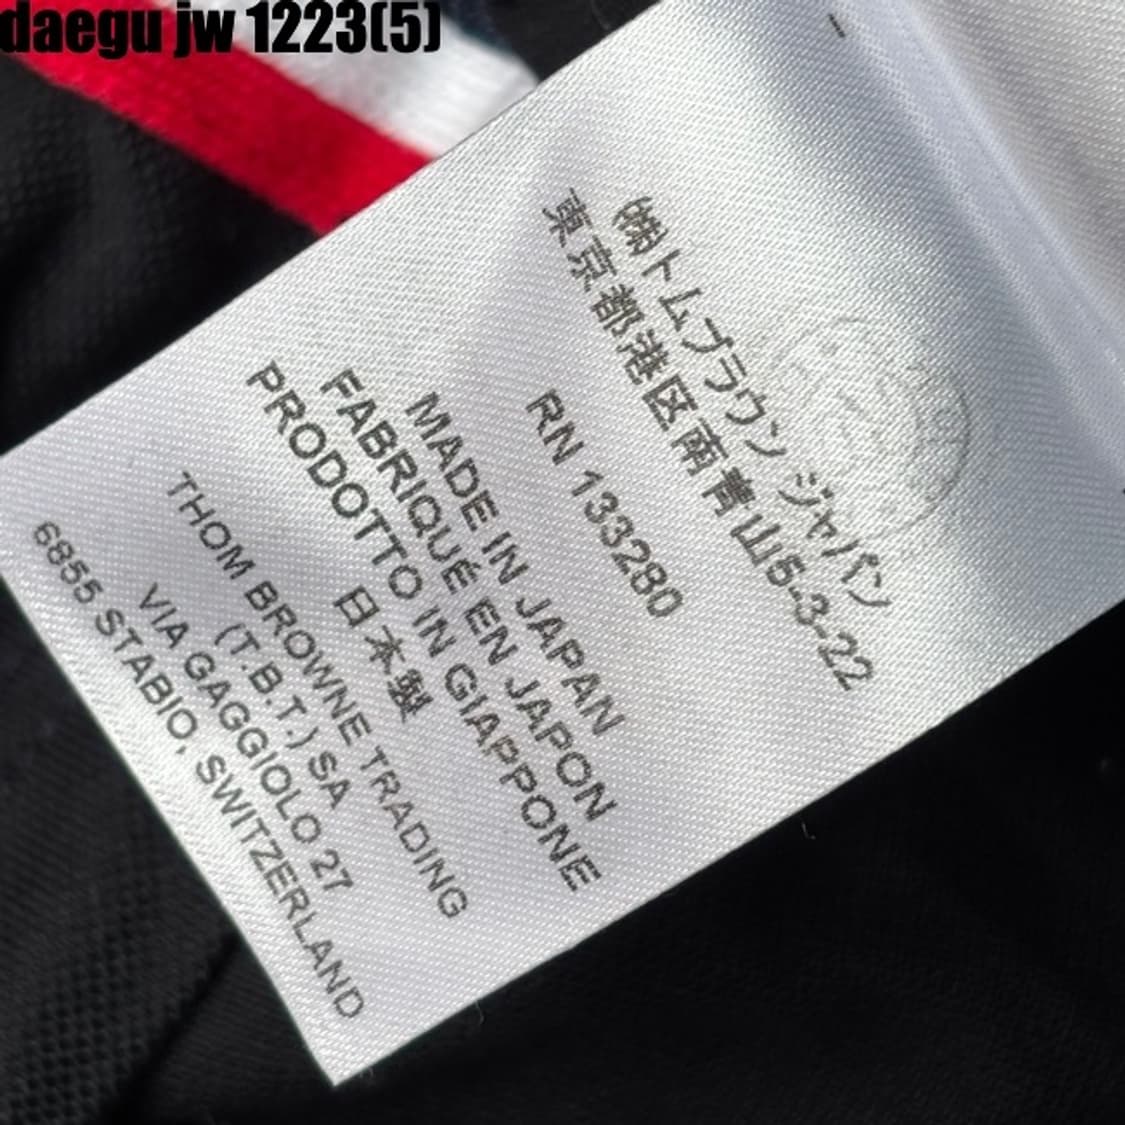 daegu jw 1223(5)
㈱トムブラウン ジャパン
東京都港区南青山5-3-22
RN 133280
MADE IN JAPAN
FABRIQUÉ EN JAPON
PRODOTTO IN GIAPPONE
日本製
THOM BROWNE TRADING
(T.B.T.) SA
VIA GAGGIOLO 27
6855 STABIO, SWITZERLAND